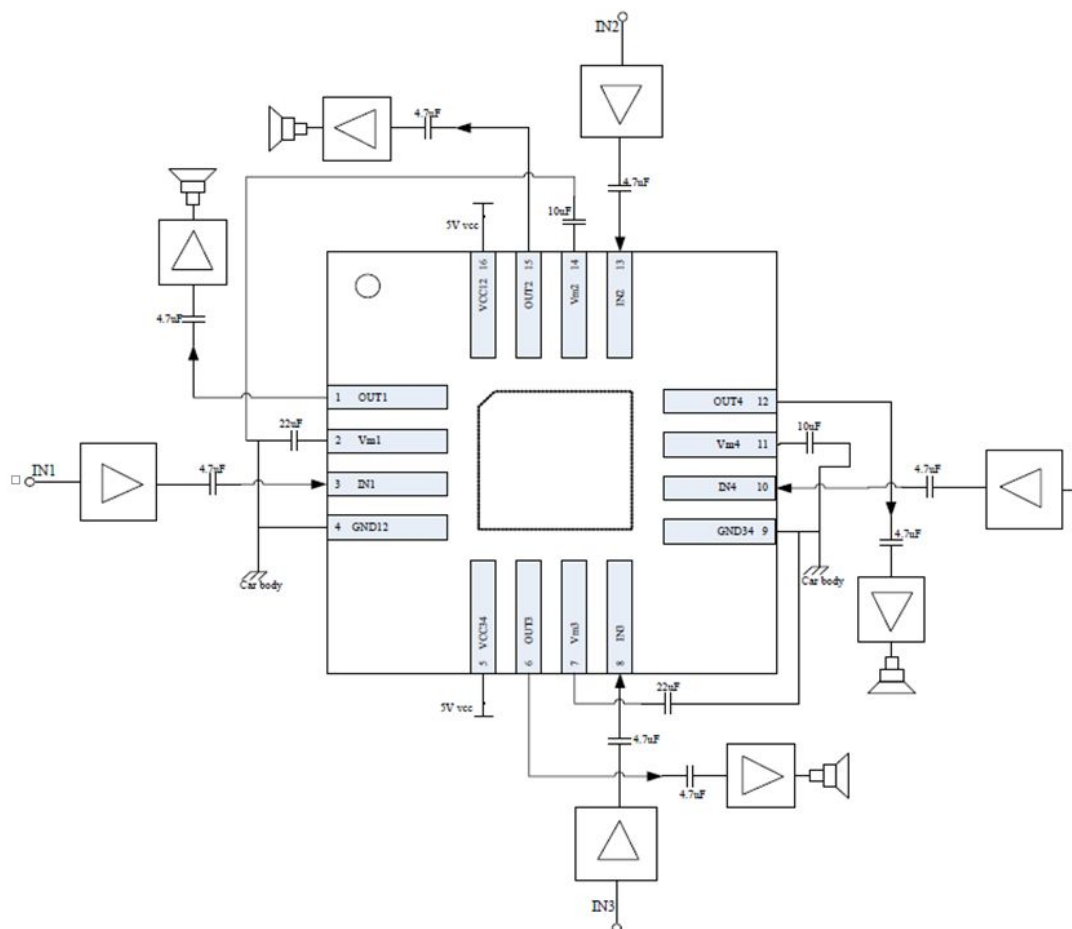 IN2
4.7uF
4.7uF
10uF
5V vcc
4.7uF
VCC12 16
OUT2 15
Vm2 14
IN2 13
1 OUT1
OUT4 12
22uF
2 Vm1
Vm4 11
10uF
IN1
4.7uF
3 IN1
IN4 10
4.7uF
4 GND12
GND34 9
4.7uF
Car body
Car body
5 VCC34
6 OUT3
7 Vm3
8 IN3
5V vcc
22uF
4.7uF
4.7uF
IN3